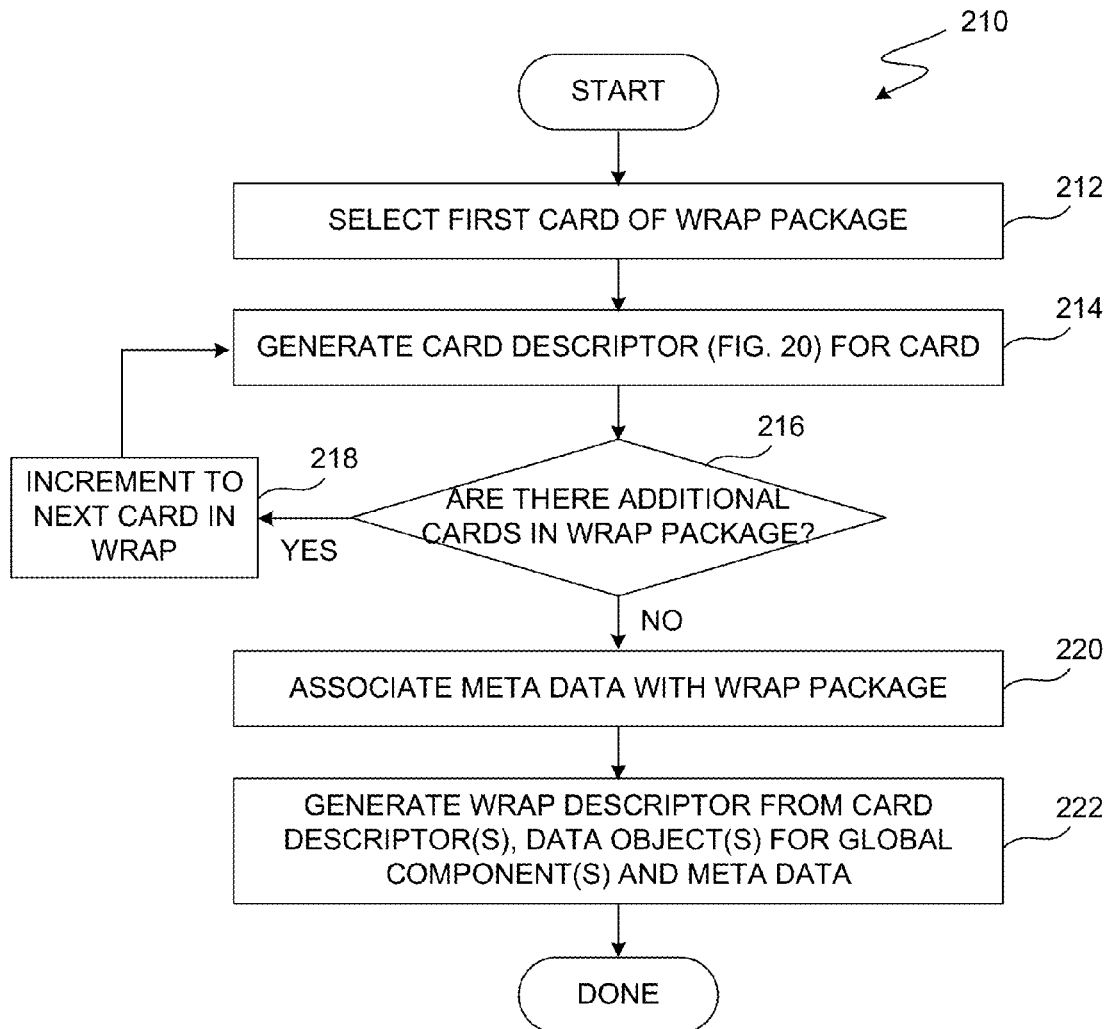 210
START
212
SELECT FIRST CARD OF WRAP PACKAGE
214
GENERATE CARD DESCRIPTOR (FIG. 20) FOR CARD
216
ARE THERE ADDITIONAL
CARDS IN WRAP PACKAGE?
218
INCREMENT TO
NEXT CARD IN
WRAP
YES
NO
220
ASSOCIATE META DATA WITH WRAP PACKAGE
222
GENERATE WRAP DESCRIPTOR FROM CARD
DESCRIPTOR(S), DATA OBJECT(S) FOR GLOBAL
COMPONENT(S) AND META DATA
DONE